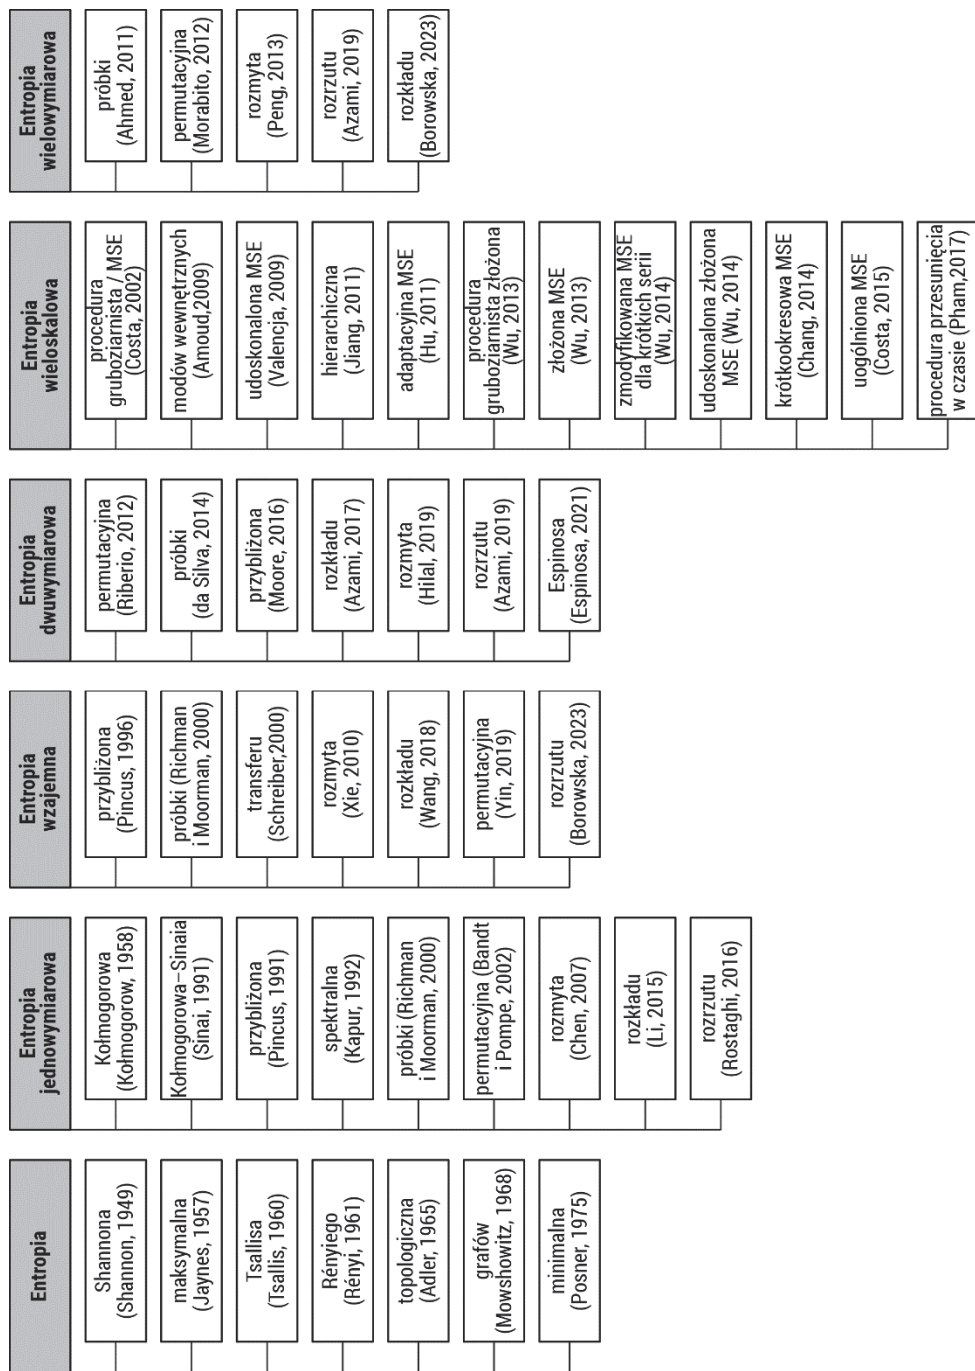 Entropia
Shannona
(Shannon, 1949)
maksymalna
(Jaynes, 1957)
Tsallisa
(Tsallis, 1960)
Rényiego
(Rényi, 1961)
topologiczna
(Adler, 1965)
grafów
(Mowshowitz, 1968)
minimalna
(Posner, 1975)
Entropia
jednowymiarowa
Kołmogorowa
(Kołmogorow, 1958)
Kołmogorowa–Sinaia
(Sinai, 1991)
przybliżona
(Pincus, 1991)
spektralna
(Kapur, 1992)
próbki (Richman
i Moorman, 2000)
permutacyjna (Bandt
i Pompe, 2002)
rozmyta
(Chen, 2007)
rozkładu
(Li, 2015)
rozrzutu
(Rostaghi, 2016)
Entropia
wzajemna
przybliżona
(Pincus, 1996)
próbki (Richman
i Moorman, 2000)
transferu
(Schreiber,2000)
rozmyta
(Xie, 2010)
rozkładu
(Wang, 2018)
permutacyjna
(Yin, 2019)
rozrzutu
(Borowska, 2023)
Entropia
dwuwymiarowa
permutacyjna
(Riberio, 2012)
próbki
(da Silva, 2014)
przybliżona
(Moore, 2016)
rozkładu
(Azami, 2017)
rozmyta
(Hilal, 2019)
rozrzutu
(Azami, 2019)
Espinosa
(Espinosa, 2021)
Entropia
wieloskalowa
procedura
gruboziarnista / MSE
(Costa, 2002)
modów wewnętrznych
(Amoud,2009)
udoskonalona MSE
(Valencja, 2009)
hierarchiczna
(Jiang, 2011)
adaptacyjna MSE
(Hu, 2011)
procedura
gruboziarnista złożona
(Wu, 2013)
złożona MSE
(Wu, 2013)
zmodyfikowana MSE
dla krótkich serii
(Wu, 2014)
udoskonalona złożona
MSE (Wu, 2014)
krótkookresowa MSE
(Chang, 2014)
uogólniona MSE
(Costa, 2015)
procedura przesunięcia
w czasie (Pham,2017)
Entropia
wielowymiarowa
próbki
(Ahmed, 2011)
permutacyjna
(Morabito, 2012)
rozmyta
(Peng, 2013)
rozrzutu
(Azami, 2019)
rozkładu
(Borowska, 2023)